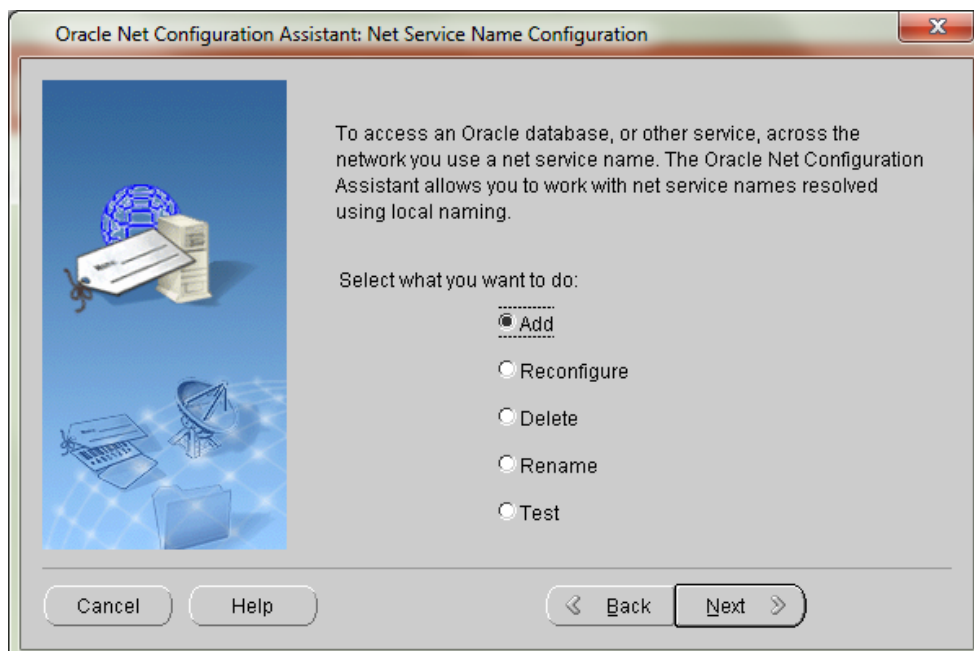 Oracle Net Configuration Assistant: Net Service Name Configuration
To access an Oracle database, or other service, across the
network you use a net service name. The Oracle Net Configuration
Assistant allows you to work with net service names resolved
using local naming.
Select what you want to do:
Add
Reconfigure
Delete
Rename
Test
Cancel
Help
Back
Next